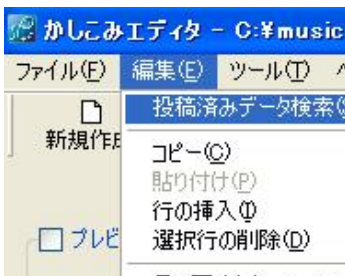 かしこみエディタ - C:¥music
ファイル(F) 編集(E) ツール(T)
投稿済みデータ検索(S
新規作成
コピー(C)
貼り付け(P)
行の挿入(I)
プレビ
選択行の削除(D)